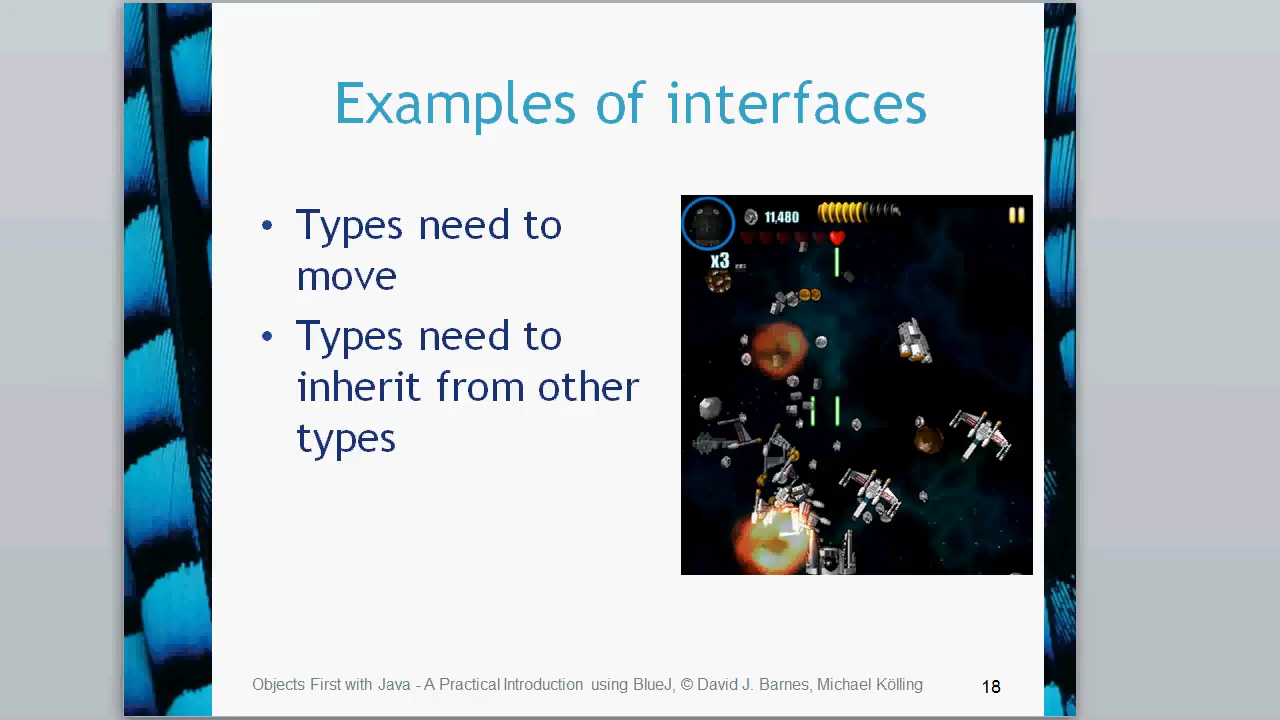 Examples of interfaces
• Types need to
move
• Types need to
inherit from other
types
11,480
x3
Objects First with Java - A Practical Introduction using BlueJ, © David J. Barnes, Michael Kölling
18